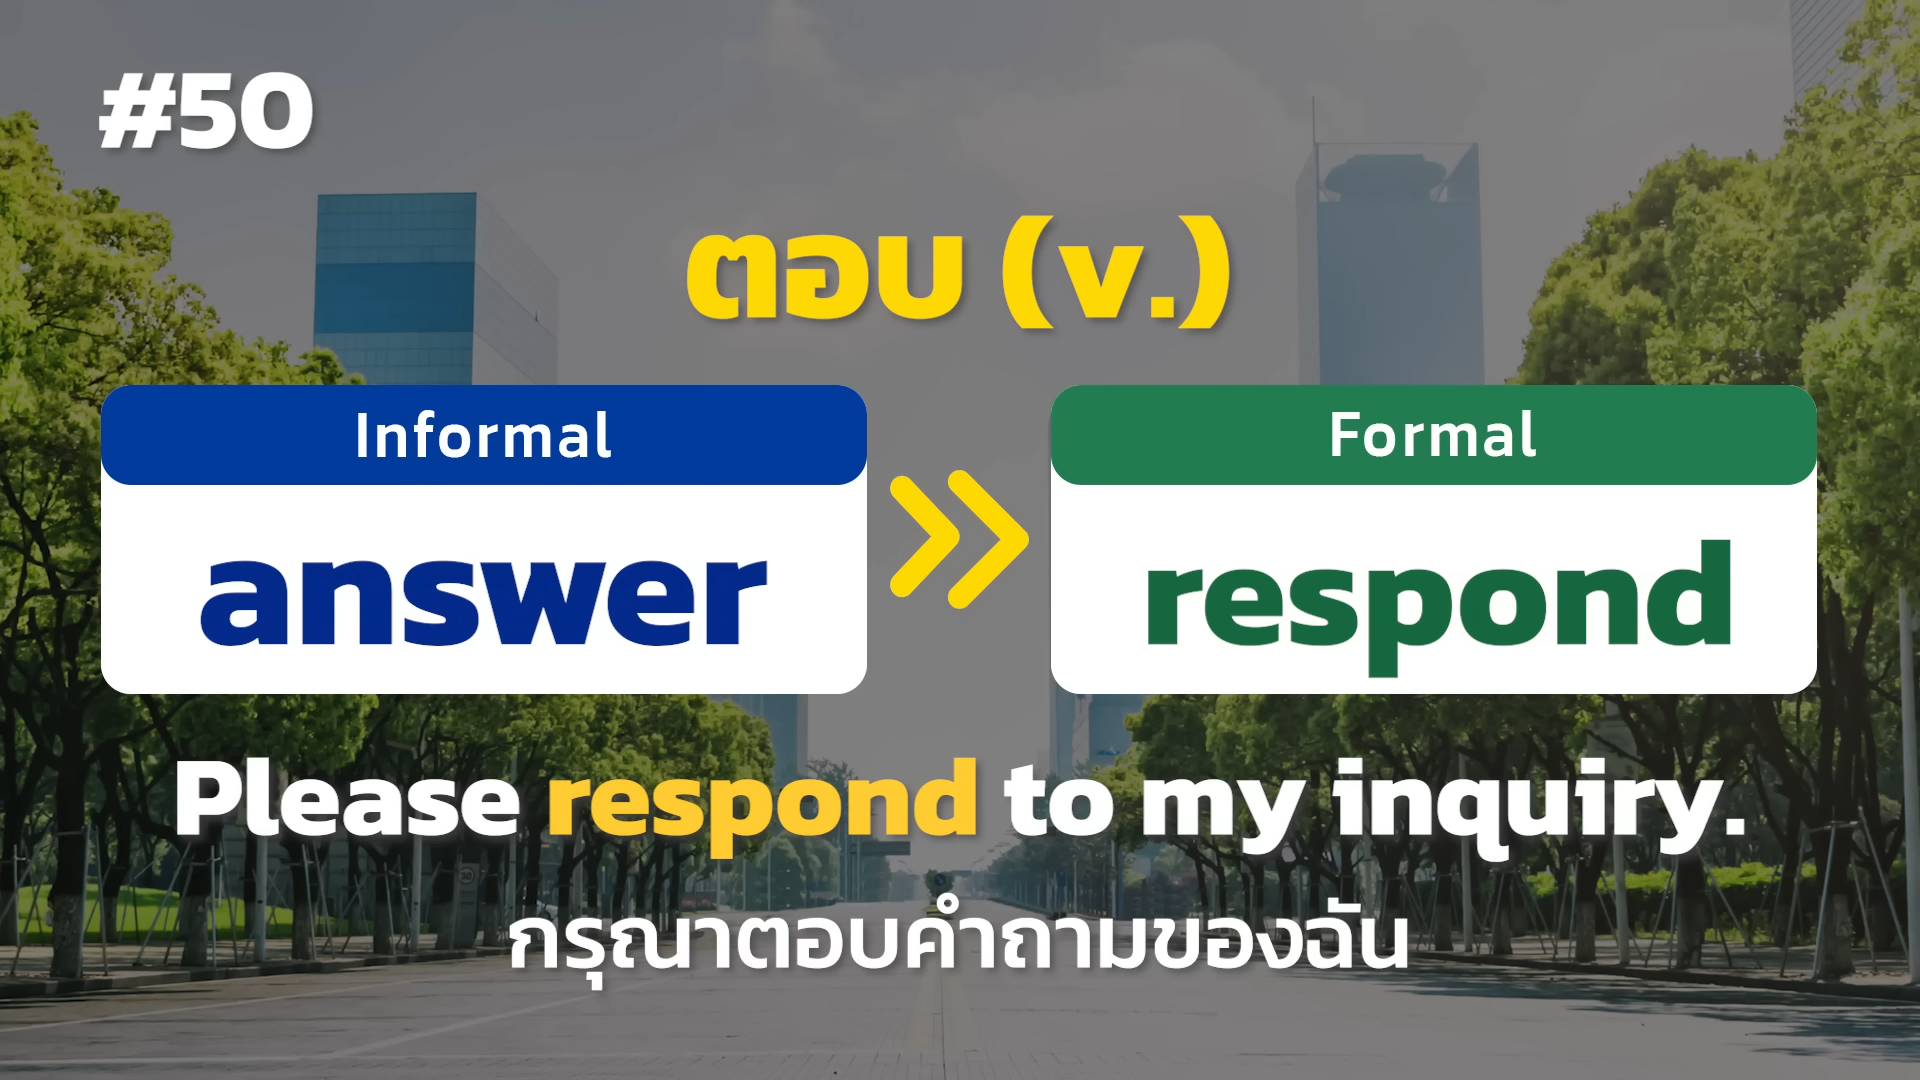 #50
ตอบ (v.)
Informal
answer
Formal
respond
Please respond to my inquiry.
กรุณาตอบคำถามของฉัน